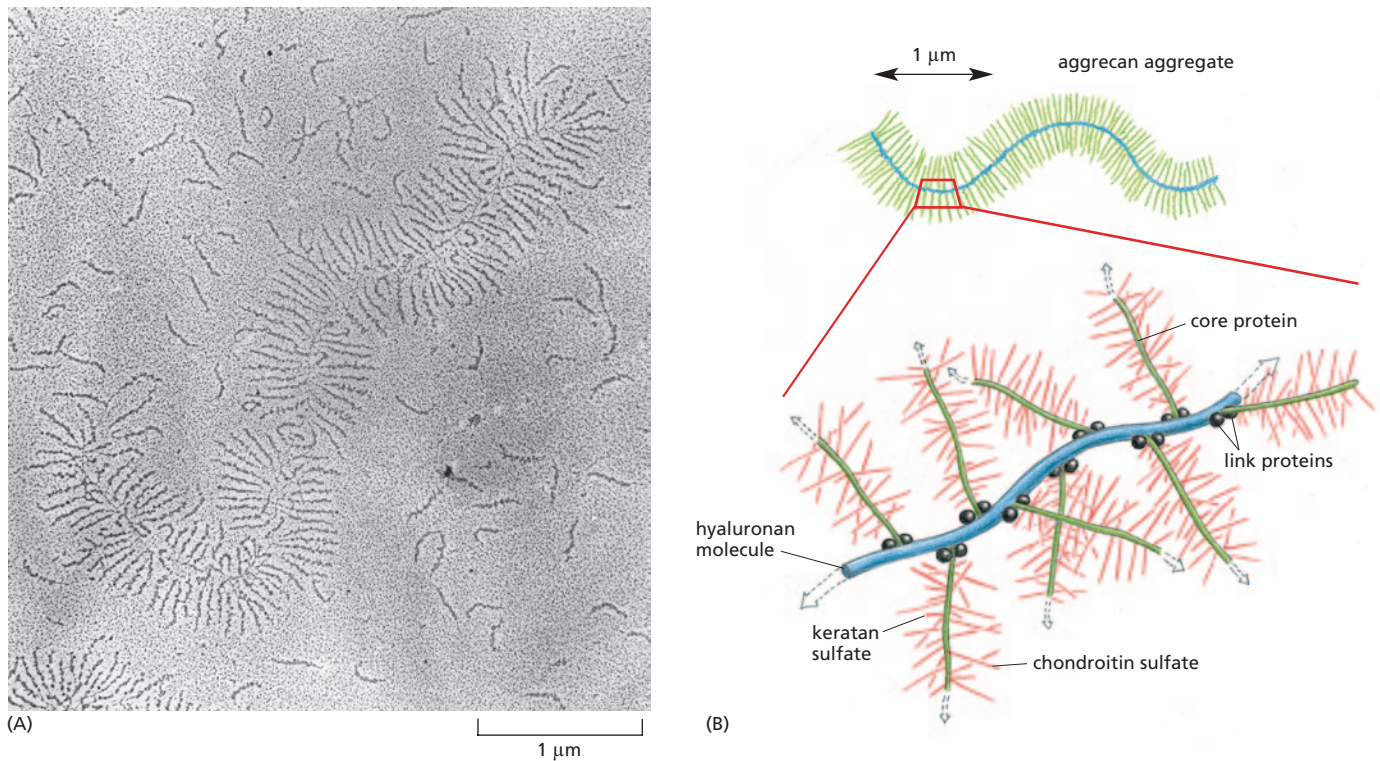 1 μm
aggrecan aggregate
core protein
link proteins
hyaluronan
molecule
keratan
sulfate
chondroitin sulfate
(A)
1 μm
(B)